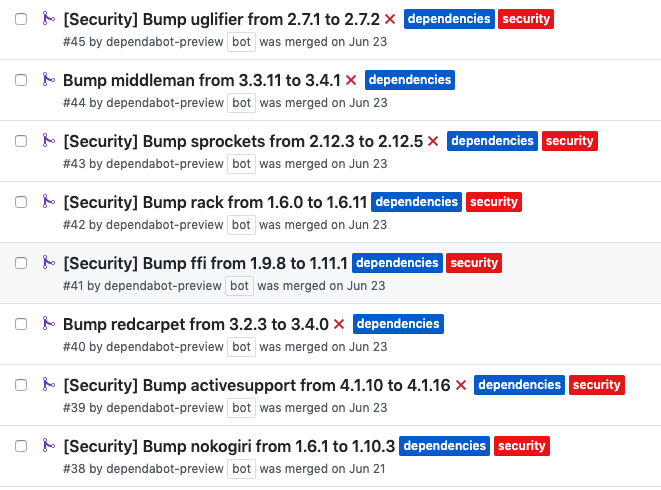 [Security] Bump uglifier from 2.7.1 to 2.7.2 dependencies security
#45 by dependabot-preview bot was merged on Jun 23
Bump middleman from 3.3.11 to 3.4.1 dependencies
#44 by dependabot-preview bot was merged on Jun 23
[Security] Bump sprockets from 2.12.3 to 2.12.5 dependencies security
#43 by dependabot-preview bot was merged on Jun 23
[Security] Bump rack from 1.6.0 to 1.6.11 dependencies security
#42 by dependabot-preview bot was merged on Jun 23
[Security] Bump ffi from 1.9.8 to 1.11.1 dependencies security
#41 by dependabot-preview bot was merged on Jun 23
Bump redcarpet from 3.2.3 to 3.4.0 dependencies
#40 by dependabot-preview bot was merged on Jun 23
[Security] Bump activesupport from 4.1.10 to 4.1.16 dependencies security
#39 by dependabot-preview bot was merged on Jun 23
[Security] Bump nokogiri from 1.6.1 to 1.10.3 dependencies security
#38 by dependabot-preview bot was merged on Jun 21